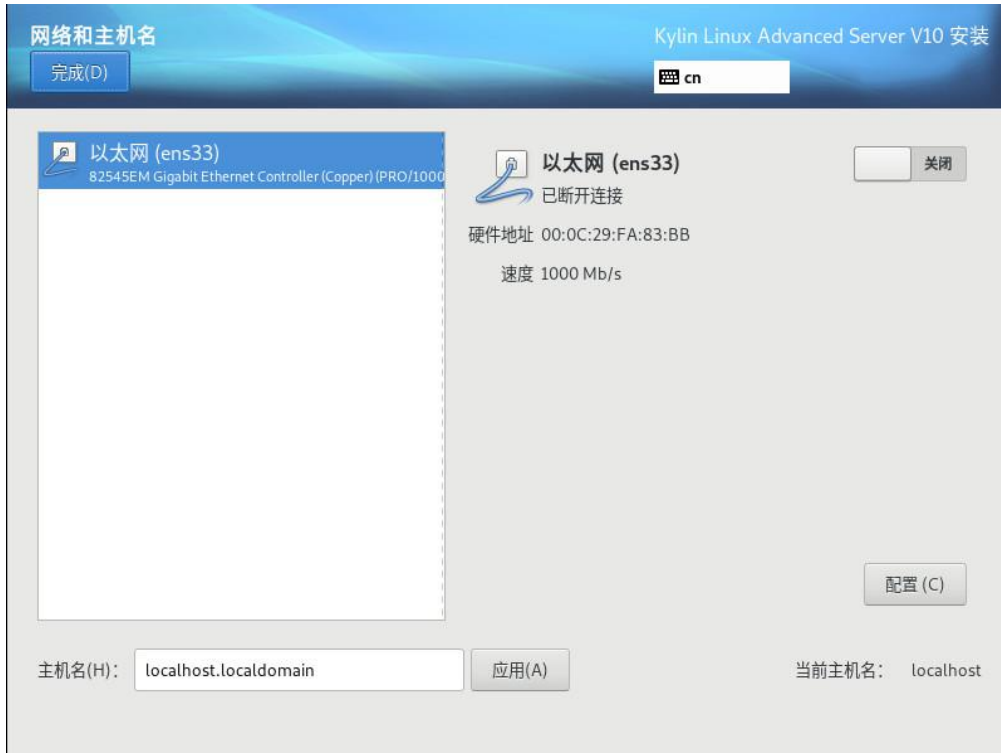 网络和主机名
Kylin Linux Advanced Server V10 安装
完成(D)
cn
以太网 (ens33)
82545EM Gigabit Ethernet Controller (Copper) (PRO/1000
以太网 (ens33)
已断开连接
关闭
硬件地址 00:0C:29:FA:83:BB
速度 1000 Mb/s
配置 (C)
主机名(H)： localhost.localdomain 应用(A) 当前主机名： localhost